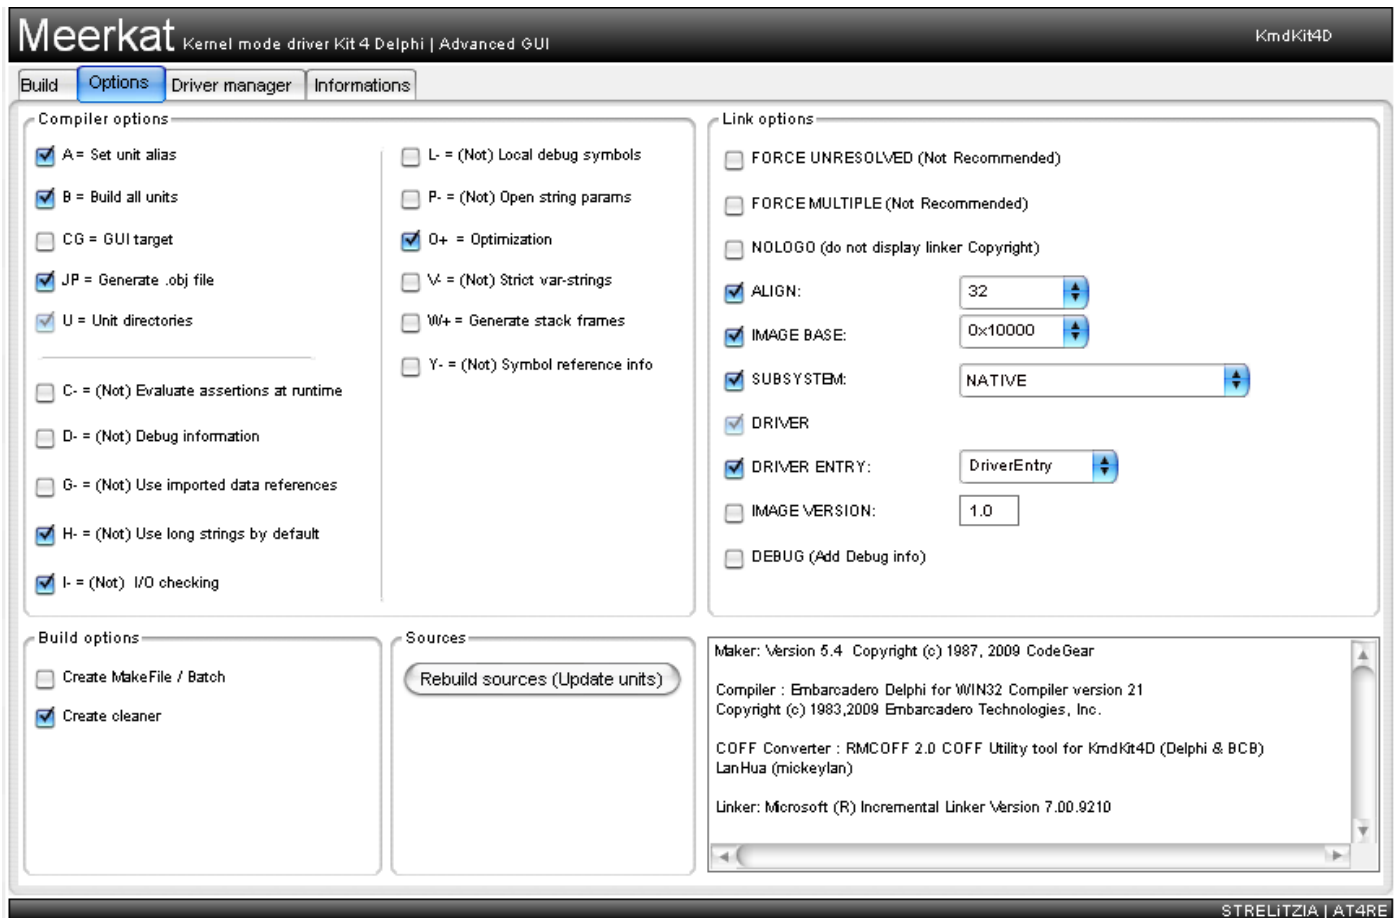 Meerkat Kernel mode driver Kit 4 Delphi | Advanced GUI
KmdKit4D
Build Options Driver manager Informations
Compiler options
A = Set unit alias
B = Build all units
CG = GUI target
JP = Generate .obj file
U = Unit directories
C- = (Not) Evaluate assertions at runtime
D- = (Not) Debug information
G- = (Not) Use imported data references
H- = (Not) Use long strings by default
I- = (Not) I/O checking
L- = (Not) Local debug symbols
P- = (Not) Open string params
O+ = Optimization
V- = (Not) Strict var-strings
W+ = Generate stack frames
Y- = (Not) Symbol reference info
Link options
FORCE UNRESOLVED (Not Recommended)
FORCE MULTIPLE (Not Recommended)
NOLOGO (do not display linker Copyright)
ALIGN: 32
IMAGE BASE: 0x10000
SUBSYSTEM: NATIVE
DRIVER
DRIVER ENTRY: DriverEntry
IMAGE VERSION: 1.0
DEBUG (Add Debug info)
Build options
Create MakeFile / Batch
Create cleaner
Sources
Rebuild sources (Update units)
Maker: Version 5.4 Copyright (c) 1987, 2009 CodeGear
Compiler : Embarcadero Delphi for WIN32 Compiler version 21
Copyright (c) 1983,2009 Embarcadero Technologies, Inc.
COFF Converter : RMCOFF 2.0 COFF Utility tool for KmdKit4D (Delphi & BCB)
LanHua (mickeylan)
Linker: Microsoft (R) Incremental Linker Version 7.00.9210
STRELiTZIA | AT4RE